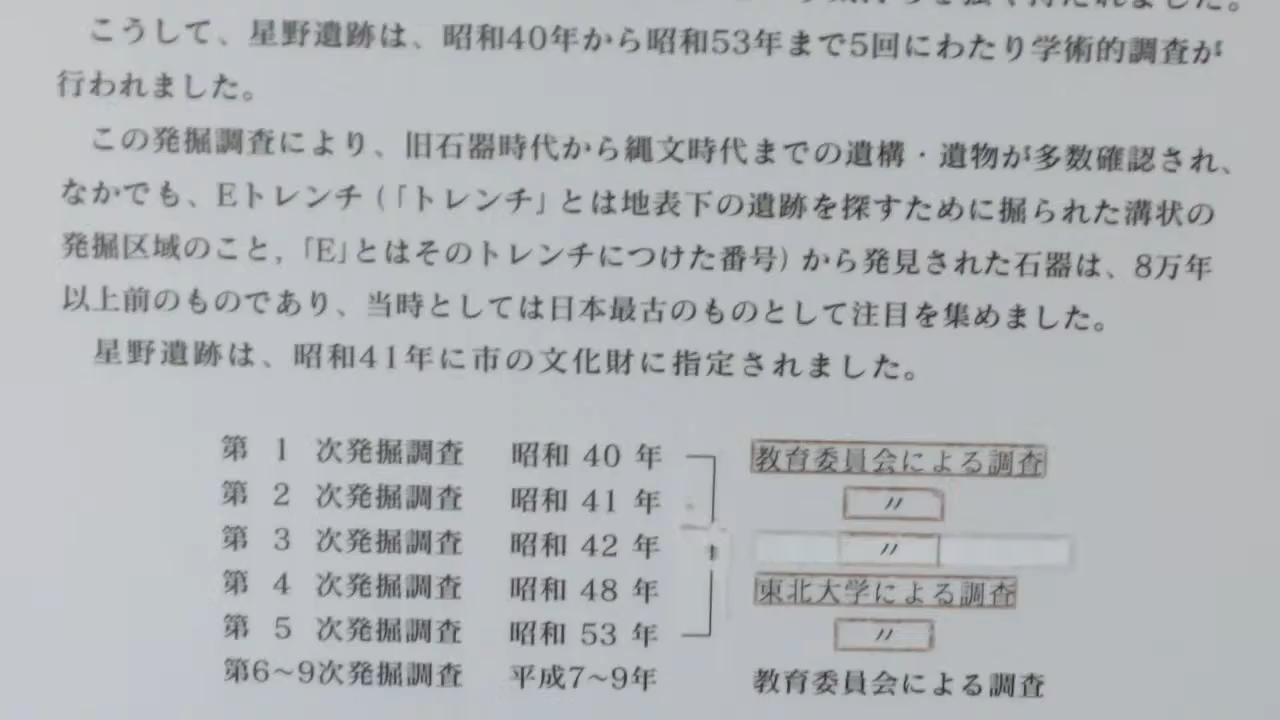 こうして、星野遺跡は、昭和40年から昭和53年まで5回にわたり学術的調査が
行われました。
この発掘調査により、旧石器時代から縄文時代までの遺構・遺物が多数確認され、
なかでも、Eトレンチ(「トレンチ」とは地表下の遺跡を探すために掘られた溝状の
発掘区域のこと,「E」とはそのトレンチにつけた番号)から発見された石器は、8万年
以上前のものであり、当時としては日本最古のものとして注目を集めました。
星野遺跡は、昭和41年に市の文化財に指定されました。
第 1 次発掘調査 昭和 40 年 教育委員会による調査
第 2 次発掘調査 昭和 41 年 〃
第 3 次発掘調査 昭和 42 年 〃
第 4 次発掘調査 昭和 48 年 東北大学による調査
第 5 次発掘調査 昭和 53 年 〃
第6~9次発掘調査 平成7~9年 教育委員会による調査